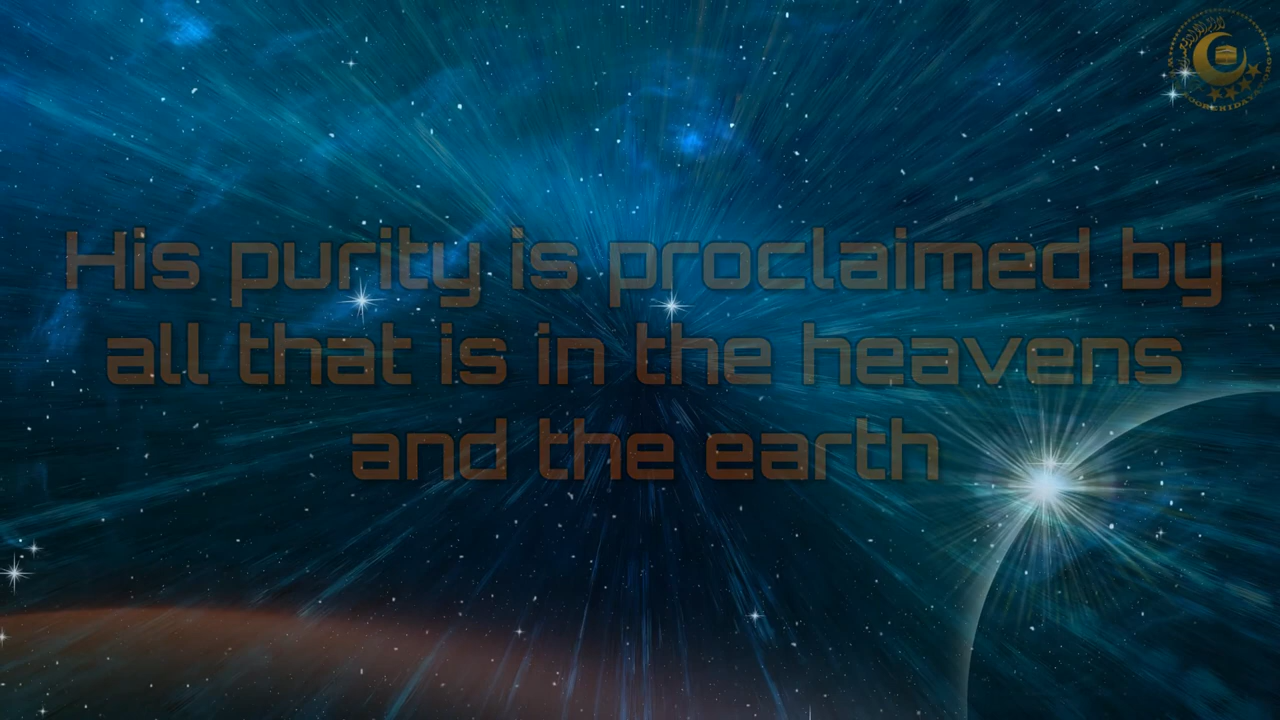 His purity is proclaimed by
all that is in the heavens
and the earth